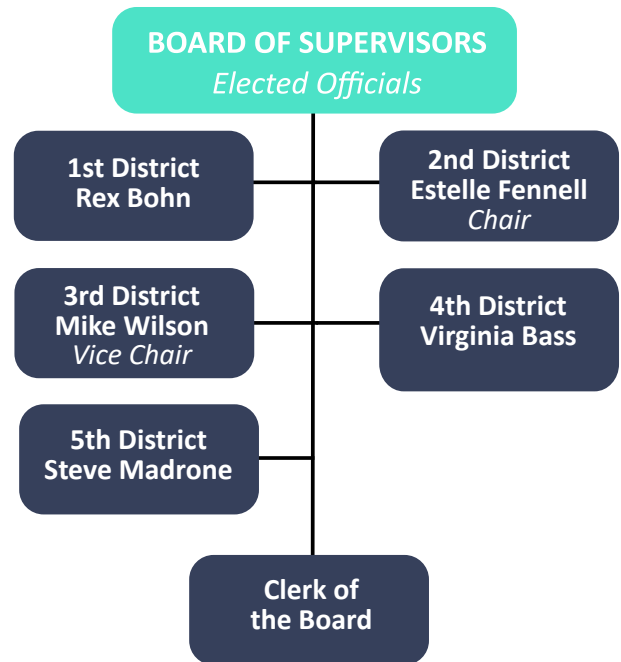 BOARD OF SUPERVISORS
Elected Officials
1st District
Rex Bohn
2nd District
Estelle Fennell
Chair
3rd District
Mike Wilson
Vice Chair
4th District
Virginia Bass
5th District
Steve Madrone
Clerk of
the Board